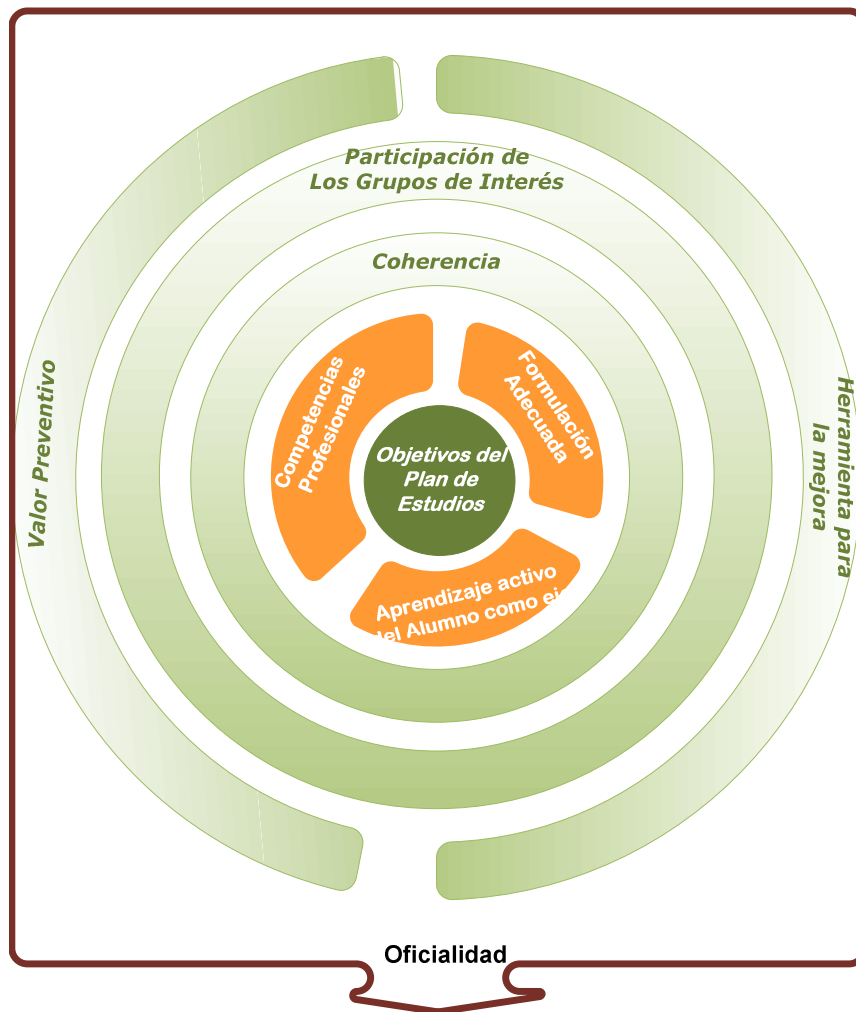 Participación de
Los Grupos de Interés
Coherencia
Competencias
Profesionales
Formulación
Adecuada
Objetivos del
Plan de
Estudios
Aprendizaje activo
del Alumno como
Valor Preventivo
Herramienta para
la mejora
Oficialidad